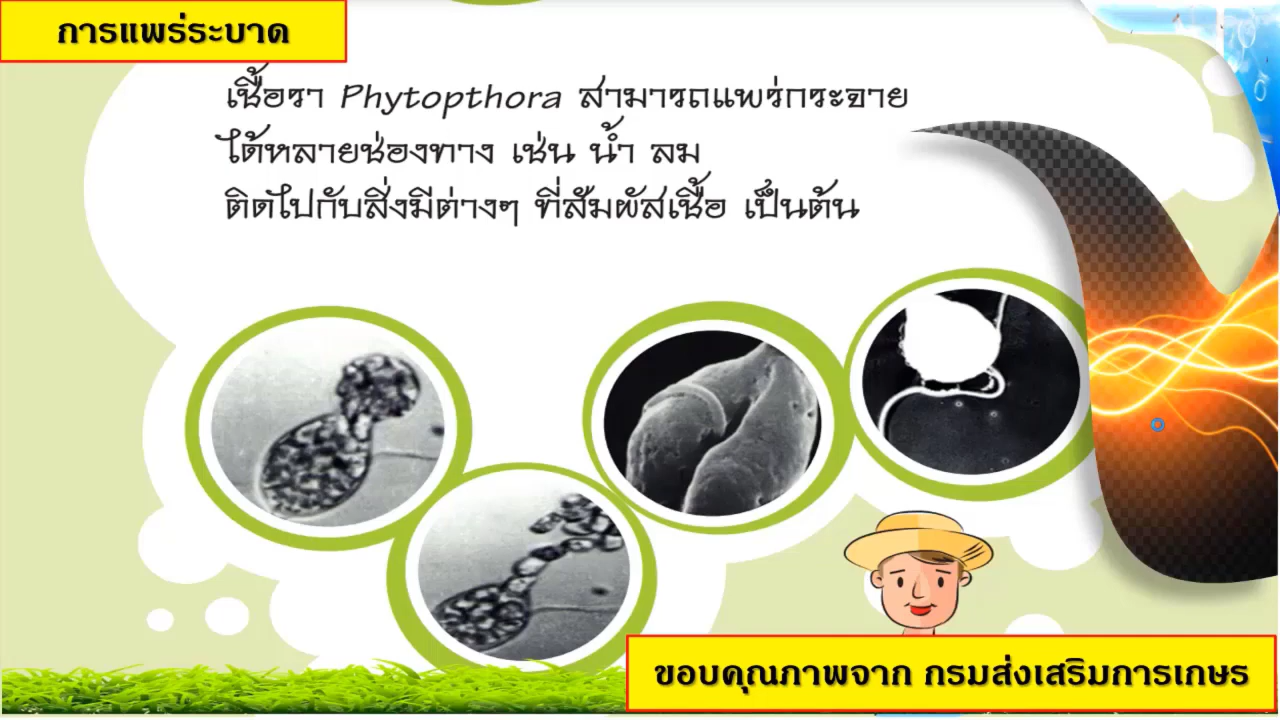 การแพร่ระบาด
เชื้อรา Phytopthora สามารถแพร่กระจาย
ได้หลายช่องทาง เช่น น้ำ ลม
ติดไปกับสิ่งมีต่างๆ ที่สัมผัสเชื้อ เป็นต้น
ขอบคุณภาพจาก กรมส่งเสริมการเกษร